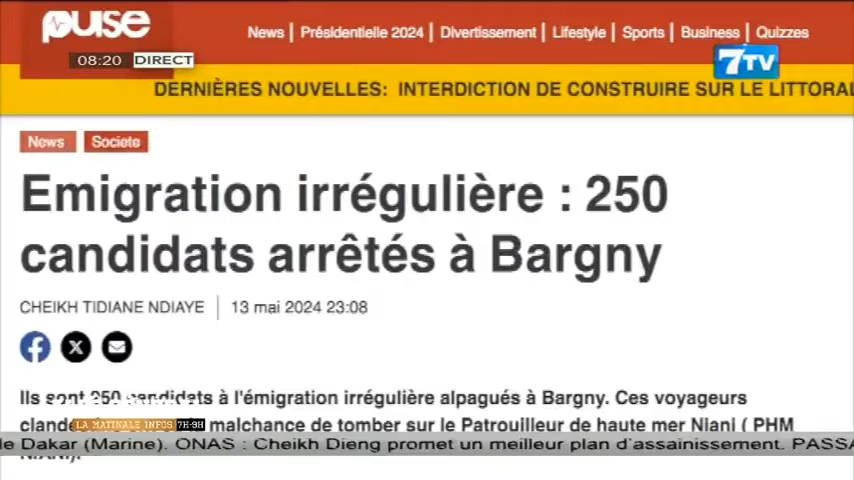 puse
News | Présidentielle 2024 | Divertissement | Lifestyle | Sports | Business | Quizzes
08:20 DIRECT
7TV
DERNIÈRES NOUVELLES: INTERDICTION DE CONSTRUIRE SUR LE LITTORAL
News Societe
Emigration irrégulière : 250
candidats arrêtés à Bargny
CHEIKH TIDIANE NDIAYE | 13 mai 2024 23:08
Ils sont 250 candidats à l'émigration irrégulière alpagués à Bargny. Ces voyageurs
malchance de tomber sur le Patrouilleur de haute mer Niani ( PHM
LA MATINALE INFOS 7H-9H
de Dakar (Marine). ONAS : Cheikh Dieng promet un meilleur plan d'assainissement. PASSA